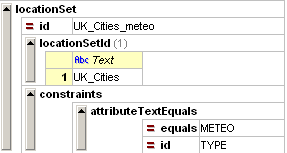 locationSet
= id UK_Cities_meteo
locationSetId (1)
Abc Text
1 UK_Cities
constraints
attributeTextEquals
= equals METEO
= id TYPE